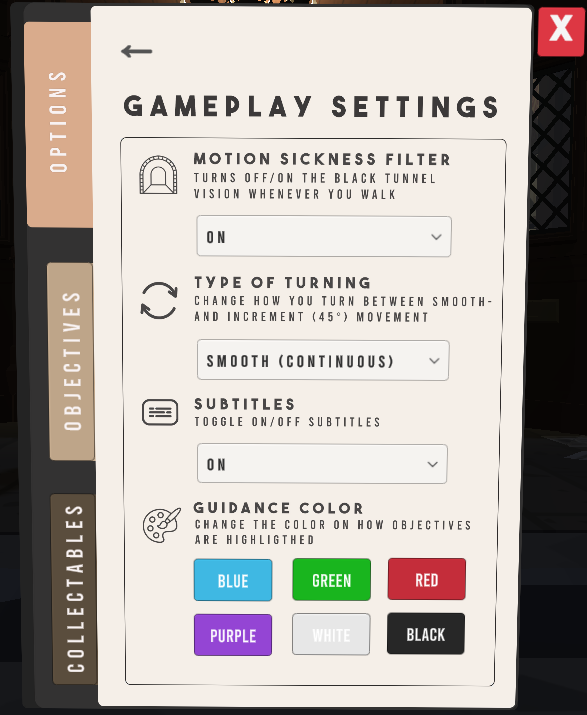 X
OPTIONS
OBJECTIVES
COLLECTABLES
GAMEPLAY SETTINGS
MOTION SICKNESS FILTER
TURNS OFF/ON THE BLACK TUNNEL
VISION WHENEVER YOU WALK
ON
TYPE OF TURNING
CHANGE HOW YOU TURN BETWEEN SMOOTH-
AND INCREMENT (45°) MOVEMENT
SMOOTH (CONTINUOUS)
SUBTITLES
TOGGLE ON/OFF SUBTITLES
ON
GUIDANCE COLOR
CHANGE THE COLOR ON HOW OBJECTIVES
ARE HIGHLIGTHED
BLUE GREEN RED
PURPLE WHITE BLACK